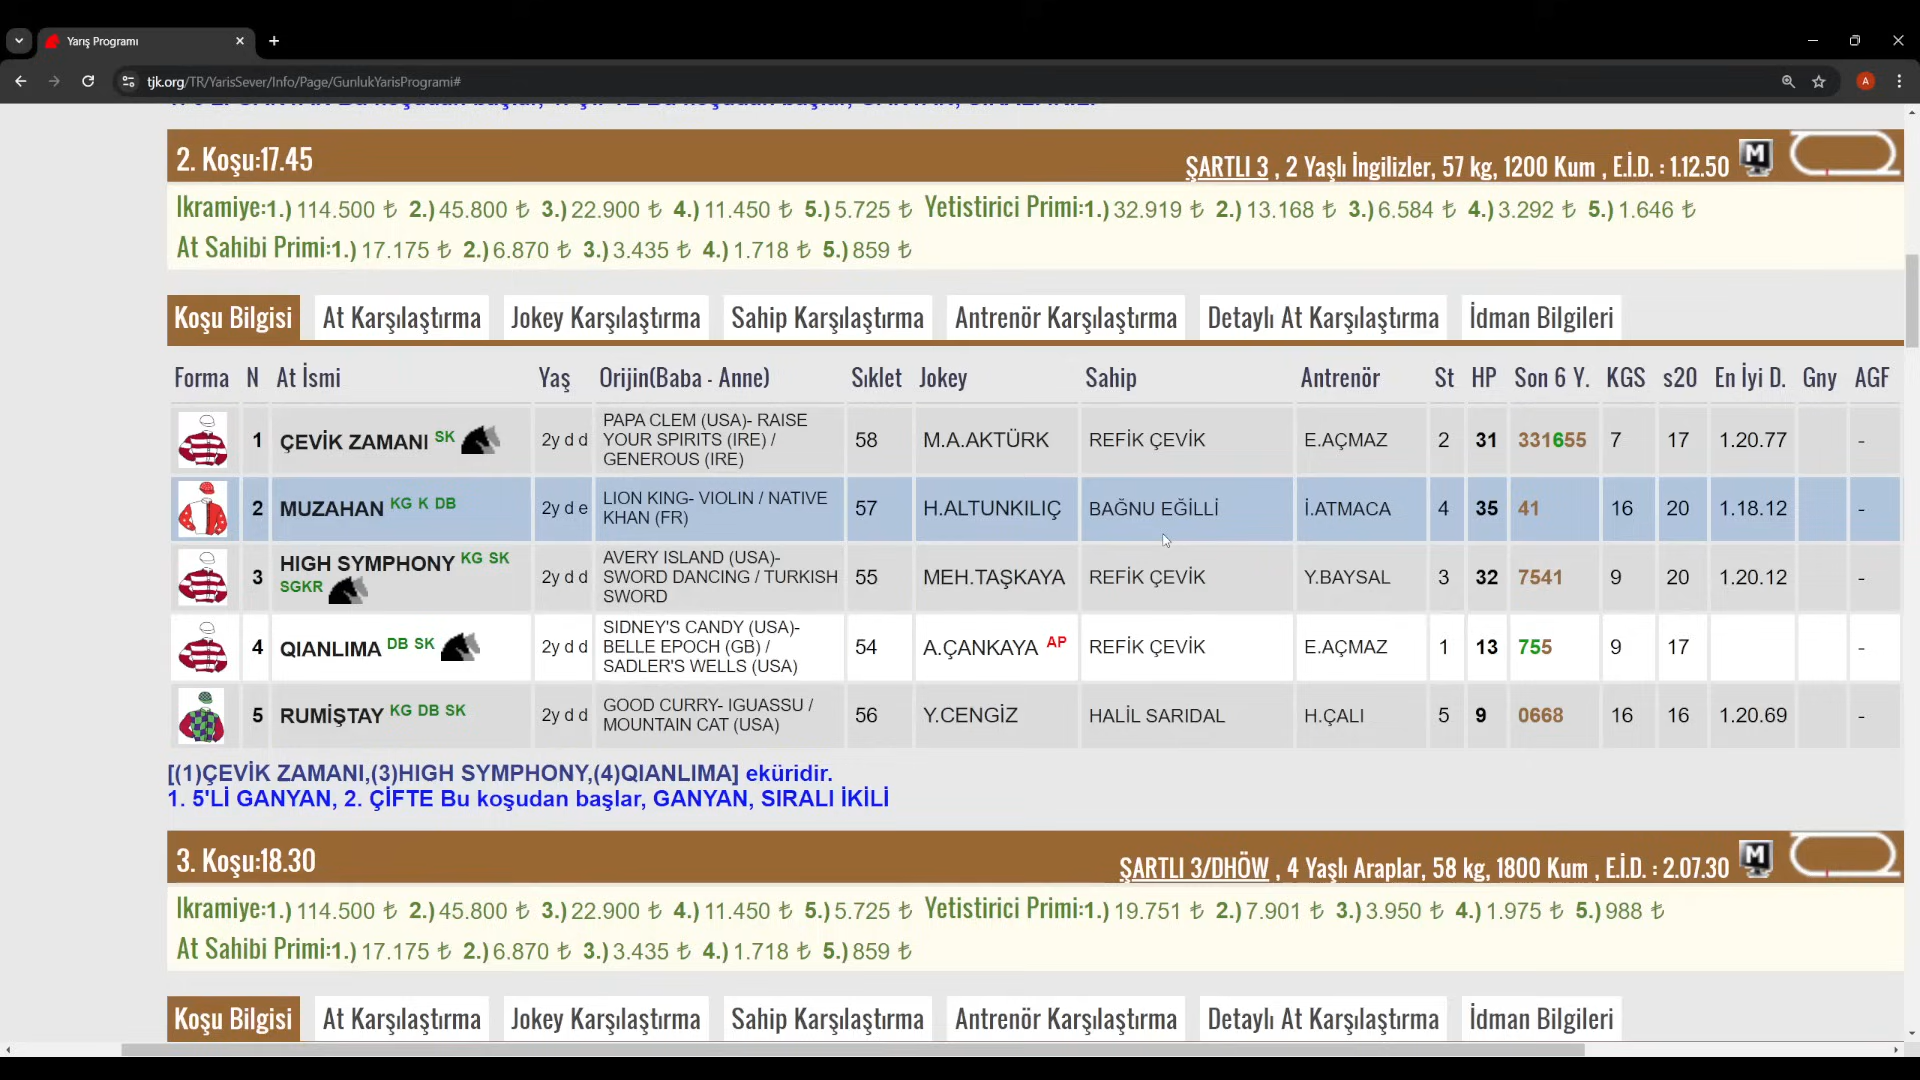 Yarış Programı
tjk.org/TR/YarisSever/Info/Page/GunlukYarisProgrami#
A
2. Koşu:17.45
ŞARTLI 3 , 2 Yaşlı İngilizler, 57 kg, 1200 Kum , E.İ.D. : 1.12.50
M
Ikramiye:1.) 114.500 ₺ 2.) 45.800 ₺ 3.) 22.900 ₺ 4.) 11.450 ₺ 5.) 5.725 ₺ Yetistirici Primi:1.) 32.919 ₺ 2.) 13.168 ₺ 3.) 6.584 ₺ 4.) 3.292 ₺ 5.) 1.646 ₺
At Sahibi Primi:1.) 17.175 ₺ 2.) 6.870 ₺ 3.) 3.435 ₺ 4.) 1.718 ₺ 5.) 859 ₺
Koşu Bilgisi At Karşılaştırma Jokey Karşılaştırma Sahip Karşılaştırma Antrenör Karşılaştırma Detaylı At Karşılaştırma İdman Bilgileri
Forma N At İsmi Yaş Orijin(Baba - Anne) Sıklet Jokey Sahip Antrenör St HP Son 6 Y. KGS s20 En İyi D. Gny AGF
1 ÇEVİK ZAMANI SK 2y d d PAPA CLEM (USA)- RAISE YOUR SPIRITS (IRE) / GENEROUS (IRE) 58 M.A.AKTÜRK REFİK ÇEVİK E.AÇMAZ 2 31 331655 7 17 1.20.77 -
2 MUZAHAN KG K DB 2y d e LION KING- VIOLIN / NATIVE KHAN (FR) 57 H.ALTUNKILIÇ BAĞNU EĞİLLİ İ.ATMACA 4 35 41 16 20 1.18.12 -
3 HIGH SYMPHONY KG SK SGKR 2y d d AVERY ISLAND (USA)- SWORD DANCING / TURKISH SWORD 55 MEH.TAŞKAYA REFİK ÇEVİK Y.BAYSAL 3 32 7541 9 20 1.20.12 -
4 QIANLIMA DB SK 2y d d SIDNEY'S CANDY (USA)- BELLE EPOCH (GB) / SADLER'S WELLS (USA) 54 A.ÇANKAYA AP REFİK ÇEVİK E.AÇMAZ 1 13 755 9 17 -
5 RUMİŞTAY KG DB SK 2y d d GOOD CURRY- IGUASSU / MOUNTAIN CAT (USA) 56 Y.CENGİZ HALİL SARIDAL H.ÇALI 5 9 0668 16 16 1.20.69 -
[(1)ÇEVİK ZAMANI,(3)HIGH SYMPHONY,(4)QIANLIMA] eküridir.
1. 5'Lİ GANYAN, 2. ÇİFTE Bu koşudan başlar, GANYAN, SIRALI İKİLİ
3. Koşu:18.30
ŞARTLI 3/DHÖW , 4 Yaşlı Araplar, 58 kg, 1800 Kum , E.İ.D. : 2.07.30
M
Ikramiye:1.) 114.500 ₺ 2.) 45.800 ₺ 3.) 22.900 ₺ 4.) 11.450 ₺ 5.) 5.725 ₺ Yetistirici Primi:1.) 19.751 ₺ 2.) 7.901 ₺ 3.) 3.950 ₺ 4.) 1.975 ₺ 5.) 988 ₺
At Sahibi Primi:1.) 17.175 ₺ 2.) 6.870 ₺ 3.) 3.435 ₺ 4.) 1.718 ₺ 5.) 859 ₺
Koşu Bilgisi At Karşılaştırma Jokey Karşılaştırma Sahip Karşılaştırma Antrenör Karşılaştırma Detaylı At Karşılaştırma İdman Bilgileri